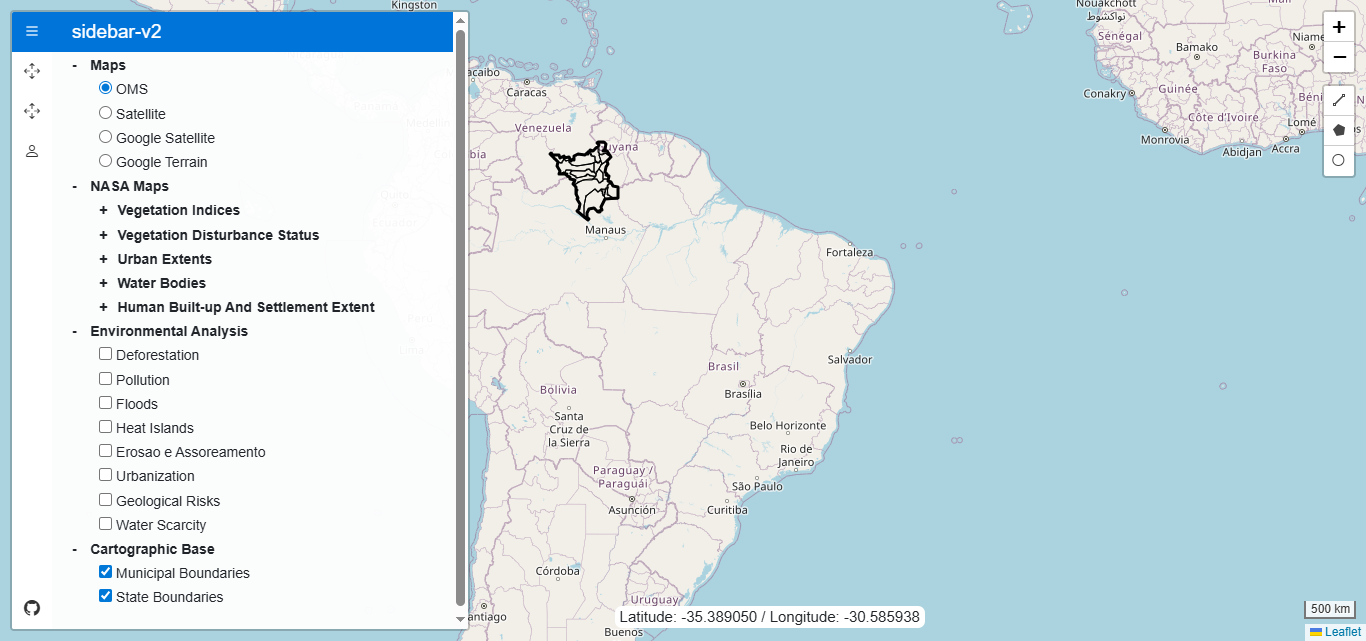 sidebar-v2
- Maps
OMS
Satellite
Google Satellite
Google Terrain
- NASA Maps
+ Vegetation Indices
+ Vegetation Disturbance Status
+ Urban Extents
+ Water Bodies
+ Human Built-up And Settlement Extent
- Environmental Analysis
Deforestation
Pollution
Floods
Heat Islands
Erosao e Assoreamento
Urbanization
Geological Risks
Water Scarcity
- Cartographic Base
Municipal Boundaries
State Boundaries
Kingston
acaibo
Caracas
Venezuela
uyana
bia
Manaus
Fortaleza
Salvador
Brasil
Brasília
Bolivia
Santa
Cruz de
la Sierra
Belo Horizonte
Rio de
Janeiro
Paraguay /
Paraguái
São Paulo
Asunción
Curitiba
Córdoba
Uruguay
antiago
Buenos
Nouakchott
نواكشوط
Sénégal
Bamako
Niame
Burkina
Faso
Guinée
Conakry
Béni
Côte d'Ivoire
Lomé
Monrovia
Abidjan
Accra
+
−
Latitude: -35.389050 / Longitude: -30.585938
500 km
Leaflet